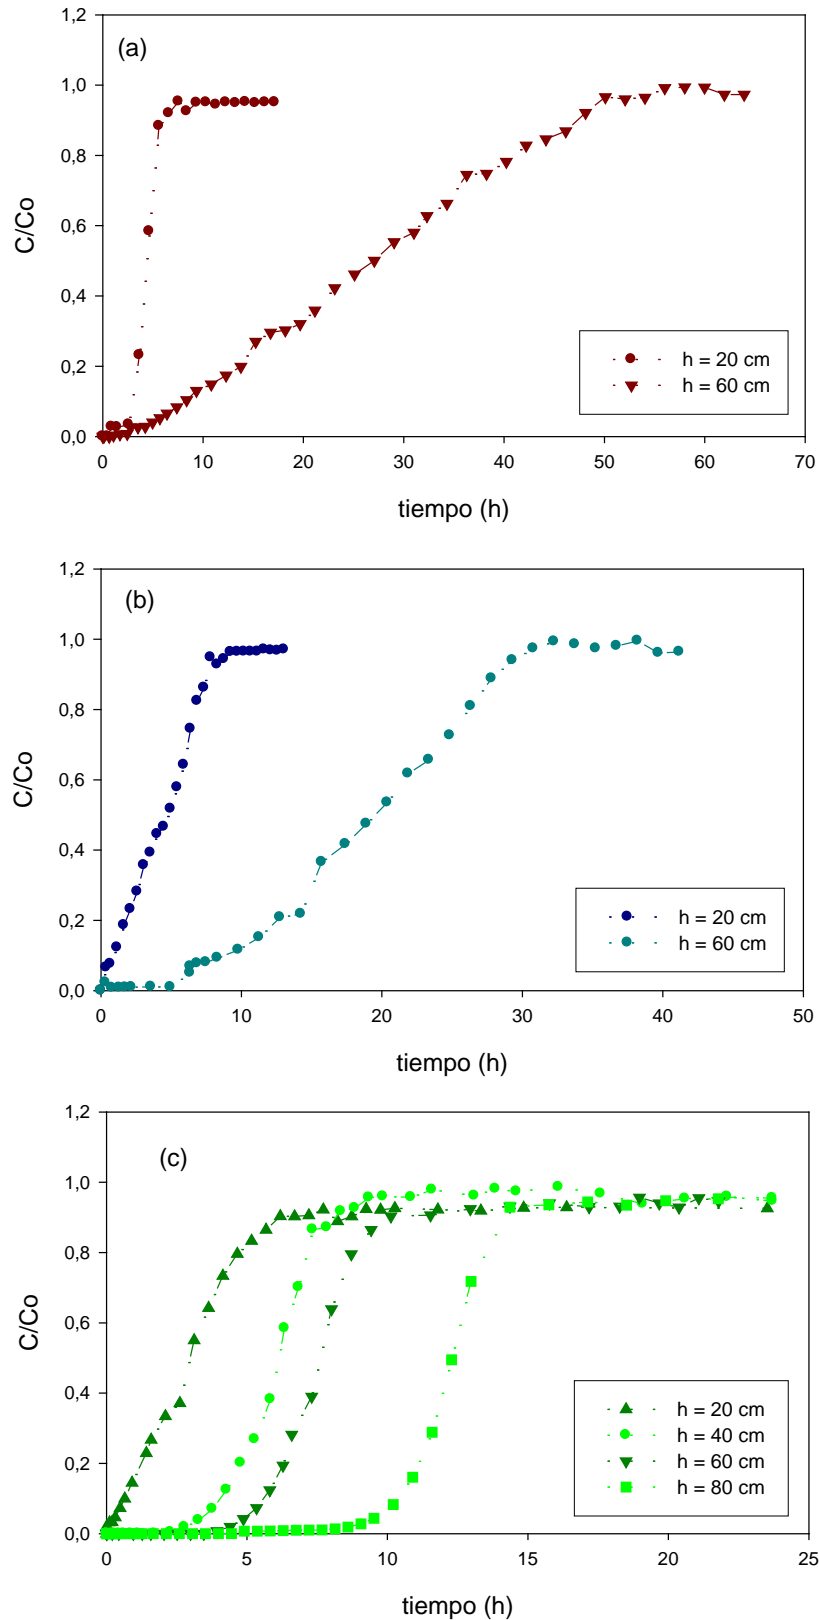 1,2
(a)
1,0
0,8
C/Co
0,6
0,4
h = 20 cm
0,2
h = 60 cm
0,0
0 10 20 30 40 50 60 70
tiempo (h)
1,2
(b)
1,0
0,8
C/Co
0,6
0,4
h = 20 cm
0,2
h = 60 cm
0,0
0 10 20 30 40 50
tiempo (h)
1,2
(c)
1,0
0,8
C/Co
0,6
h = 20 cm
0,4
h = 40 cm
h = 60 cm
0,2
h = 80 cm
0,0
0 5 10 15 20 25
tiempo (h)